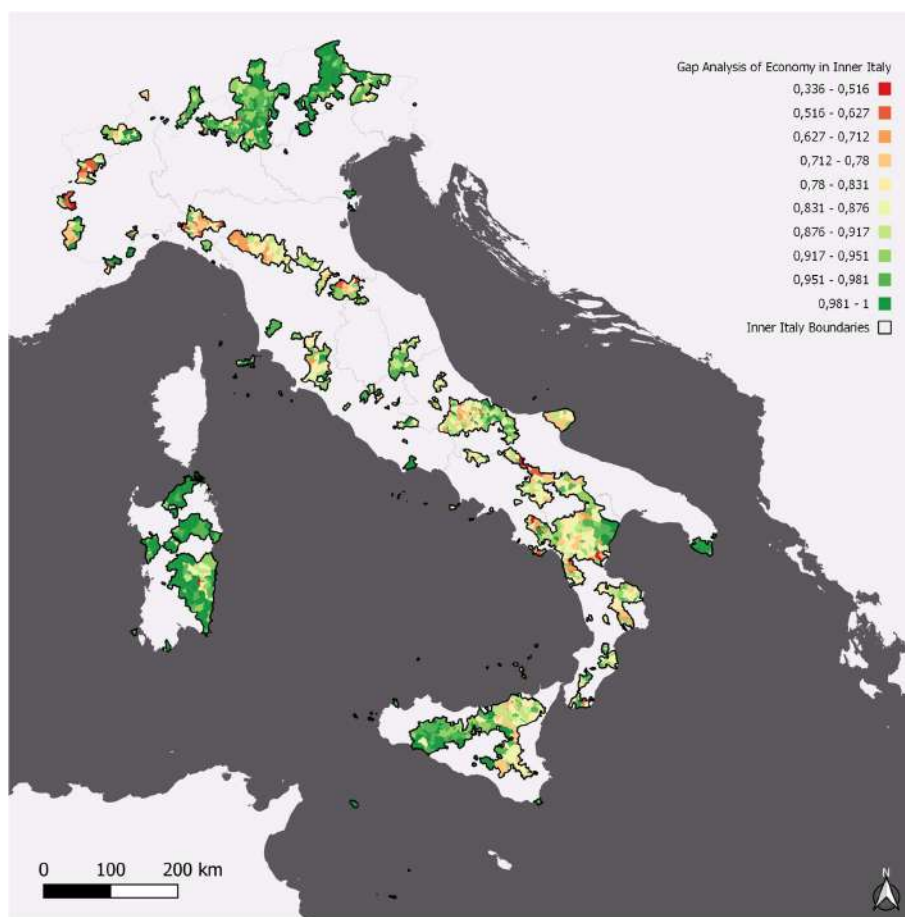 Gap Analysis of Economy in Inner Italy
0,336 - 0,516
0,516 - 0,627
0,627 - 0,712
0,712 - 0,78
0,78 - 0,831
0,831 - 0,876
0,876 - 0,917
0,917 - 0,951
0,951 - 0,981
0,981 - 1
Inner Italy Boundaries
0 100 200 km
N